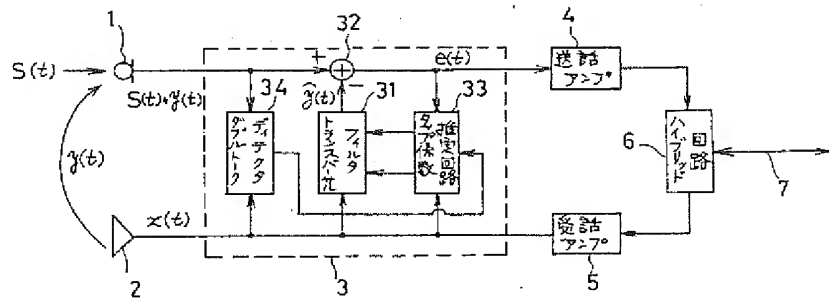 1
32
4
34
31
33
S(t)
+
−
e(t)
送話
アンプ
S(t)+y(t)
ŷ(t)
ダブルトーク
ディテクタ
トランスバーサル
フィルタ
タップ係数
推定回路
6
ハイブリッド
回路
7
y(t)
x(t)
受話
アンプ
2
3
5